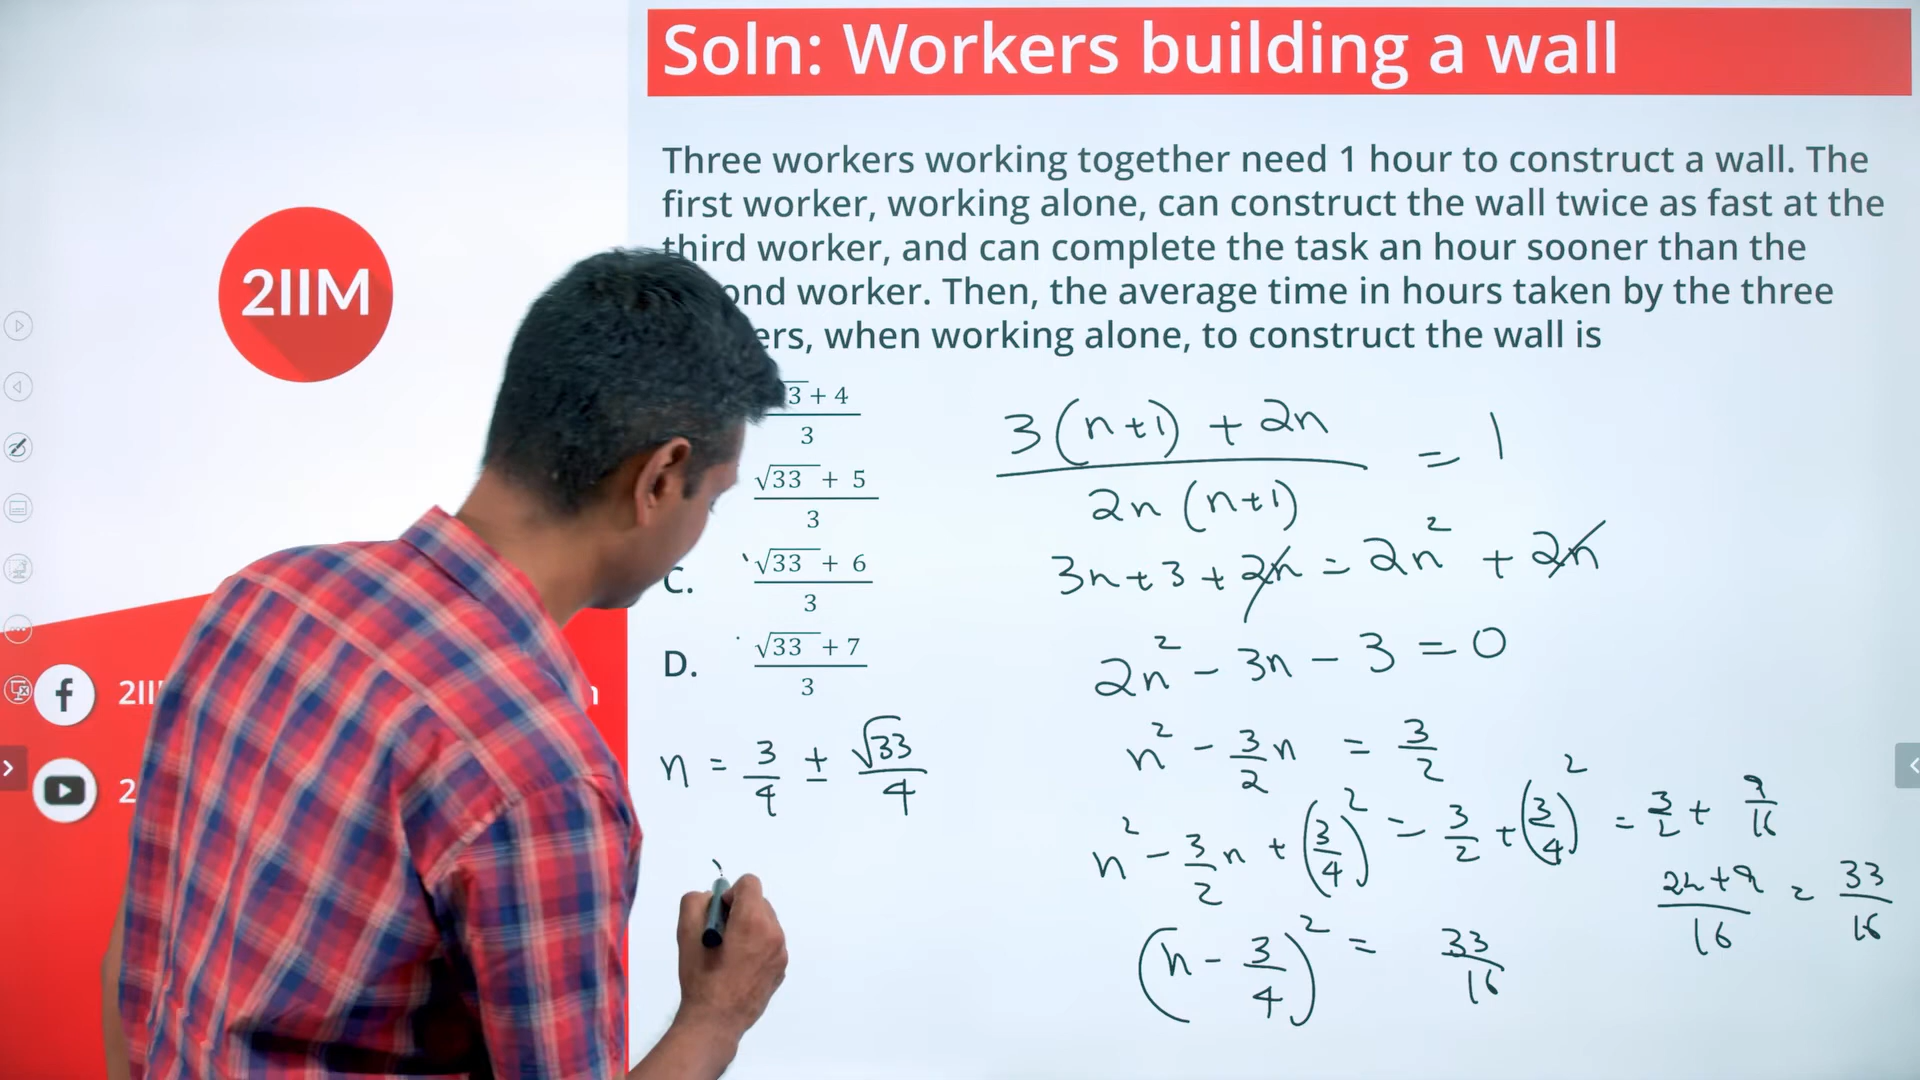 Soln: Workers building a wall
Three workers working together need 1 hour to construct a wall. The
first worker, working alone, can construct the wall twice as fast at the
third worker, and can complete the task an hour sooner than the
ond worker. Then, the average time in hours taken by the three
ers, when working alone, to construct the wall is
2IIM
3 + 4
3
√33 + 5
3
C. √33 + 6
3
D. √33 + 7
3
n = 3/4 ± √33/4
3(n+1) + 2n / 2n(n+1) = 1
3n + 3 + 2n = 2n² + 2n
2n² - 3n - 3 = 0
n² - 3/2 n = 3/2
n² - 3/2 n + (3/4)² = 3/2 + (3/4)² = 3/2 + 9/16
24+9/16 = 33/16
(n - 3/4)² = 33/16
f 2II
2